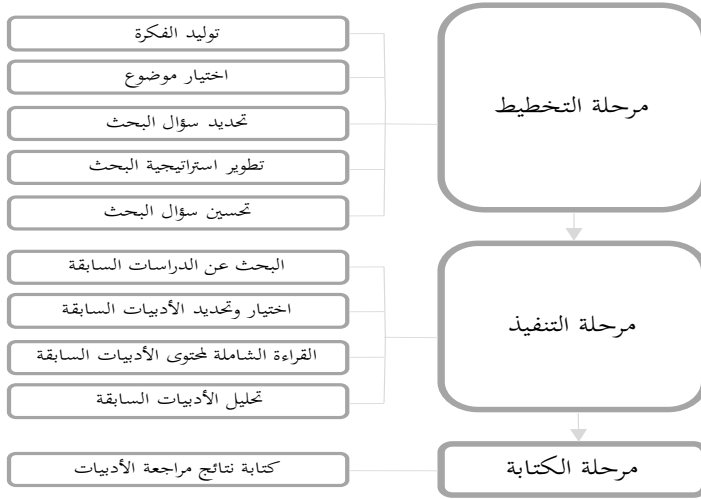 مرحلة التخطيط
توليد الفكرة
اختيار موضوع
تحديد سؤال البحث
تطوير استراتيجية البحث
تحسين سؤال البحث
مرحلة التنفيذ
البحث عن الدراسات السابقة
اختيار وتحديد الأدبيات السابقة
القراءة الشاملة لمحتوى الأدبيات السابقة
تحليل الأدبيات السابقة
مرحلة الكتابة
كتابة نتائج مراجعة الأدبيات